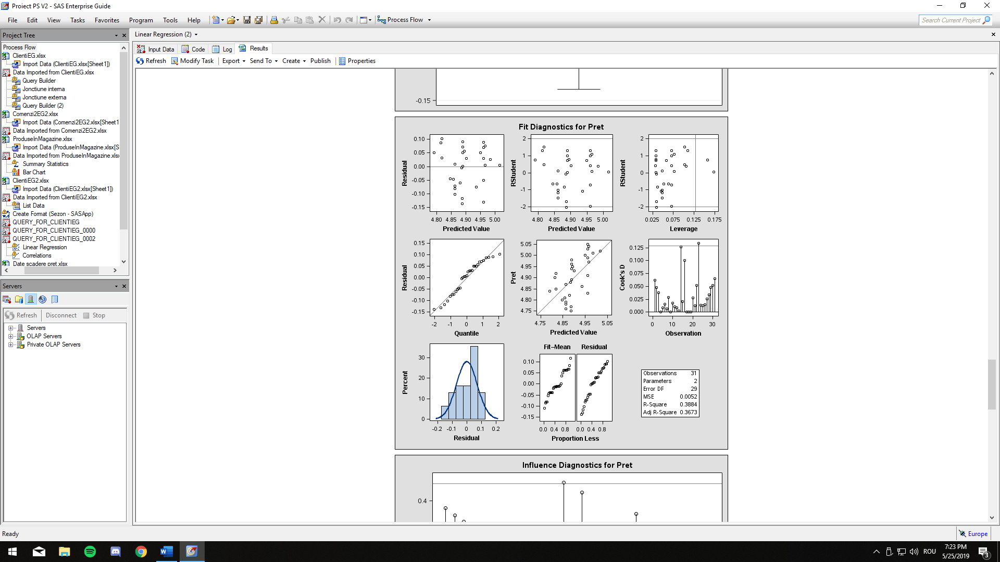 Project PS V2 - SAS Enterprise Guide
File Edit View Tasks Favorites Program Tools Help
Process Flow
Search Current Project
Project Tree
Process Flow
ClientiEG.xlsx
Import Data (ClientiEG.xlsx[Sheet1])
Data Imported from ClientiEG.xlsx
Query Builder
Jonctiune interna
Jonctiune externa
Query Builder (2)
Comenzi2EG2.xlsx
Import Data (Comenzi2EG2.xlsx[Sheet1
Data Imported from Comenzi2EG2.xlsx
ProduseInMagazine.xlsx
Import Data (ProduseInMagazine.xlsx[S
Data Imported from ProduseInMagazine.xlsx
Summary Statistics
Bar Chart
ClientiEG2.xlsx
Import Data (ClientiEG2.xlsx[Sheet1])
Data Imported from ClientiEG2.xlsx
List Data
Create Format (Sezon - SASApp)
QUERY_FOR_CLIENTIEG
QUERY_FOR_CLIENTIEG_0000
QUERY_FOR_CLIENTIEG_0002
Linear Regression
Correlations
Date scadere pret.xlsx
Servers
Refresh Disconnect Stop
Servers
OLAP Servers
Private OLAP Servers
Linear Regression (2)
Input Data Code Log Results
Refresh Modify Task Export Send To Create Publish Properties
-0.15
Fit Diagnostics for Pret
Residual
0.10
0.05
0.00
-0.05
-0.10
-0.15
4.80 4.85 4.90 4.95 5.00
Predicted Value
RStudent
2
1
0
-1
-2
4.80 4.85 4.90 4.95 5.00
Predicted Value
RStudent
2
1
0
-1
-2
0.025 0.075 0.125 0.175
Leverage
Residual
0.15
0.10
0.05
0.00
-0.05
-0.10
-0.15
-2 -1 0 1 2
Quantile
Pret
5.05
5.00
4.95
4.90
4.85
4.80
4.75
4.75 4.85 4.95 5.05
Predicted Value
Cook's D
0.125
0.100
0.075
0.050
0.025
0.000
0 10 20 30
Observation
Percent
30
20
10
0
-0.2 -0.1 0 0.1 0.2
Residual
Fit–Mean Residual
0.10
0.05
0.00
-0.05
-0.10
-0.15
0.0 0.4 0.8 0.0 0.4 0.8
Proportion Less
Observations 31
Parameters 2
Error DF 29
MSE 0.0052
R-Square 0.3884
Adj R-Square 0.3673
Influence Diagnostics for Pret
0.4
Ready
Europe
ROU
7:23 PM
5/25/2019
3